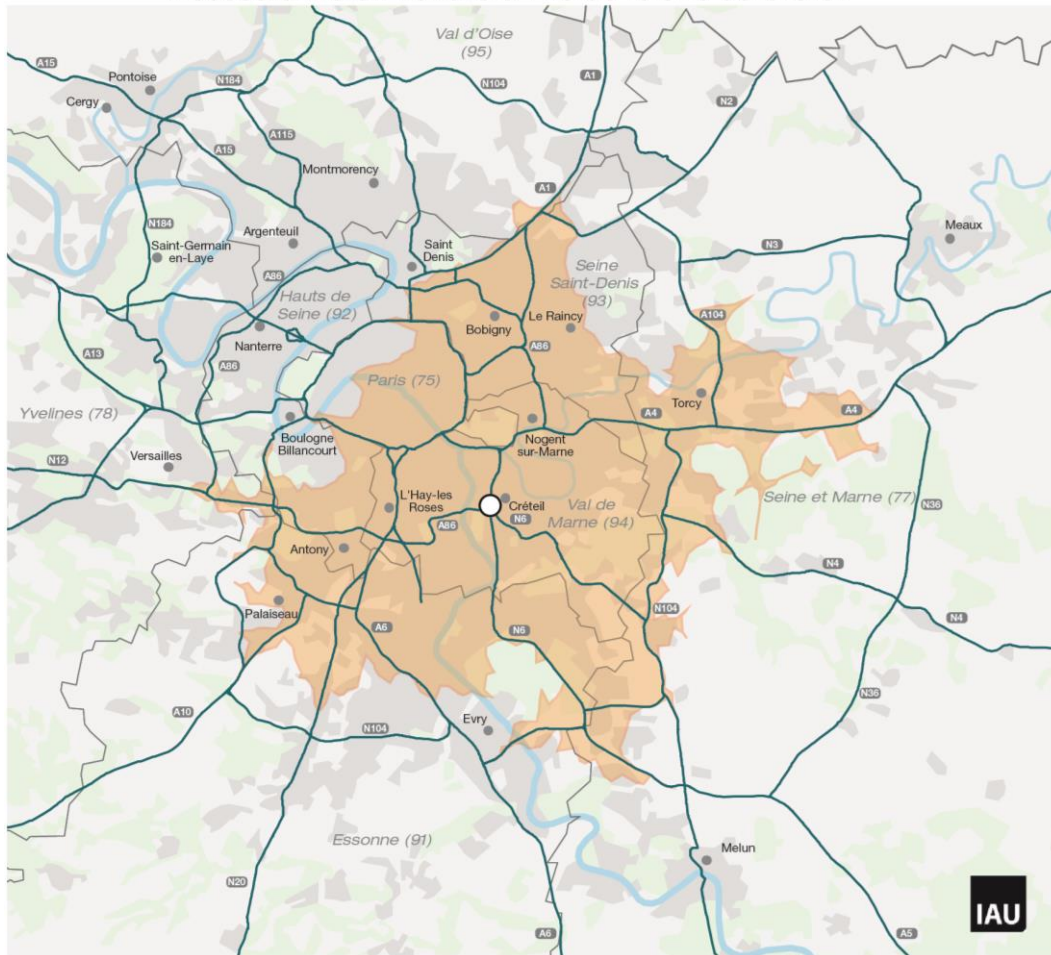 Val d'Oise
(95)
A15
Pontoise
N184
Cergy
A1
N104
N2
A115
A15
Montmorency
A1
N184
Saint-Germain
en-Laye
Argenteuil
A86
Saint
Denis
Meaux
N3
Hauts de
Seine (92)
Seine
Saint-Denis
(93)
Bobigny
Le Raincy
A104
Nanterre
A13
A86
A86
Paris (75)
Yvelines (78)
Torcy
A4
A4
Boulogne
Billancourt
Nogent
sur-Marne
Versailles
N12
L'Hay-les
Roses
Créteil
N6
A86
Val de
Marne (94)
Seine et Marne (77)
N36
Antony
N4
N4
Palaiseau
N104
A6
N6
N36
A10
N104
Evry
Essonne (91)
Melun
N20
A6
A5
IAU